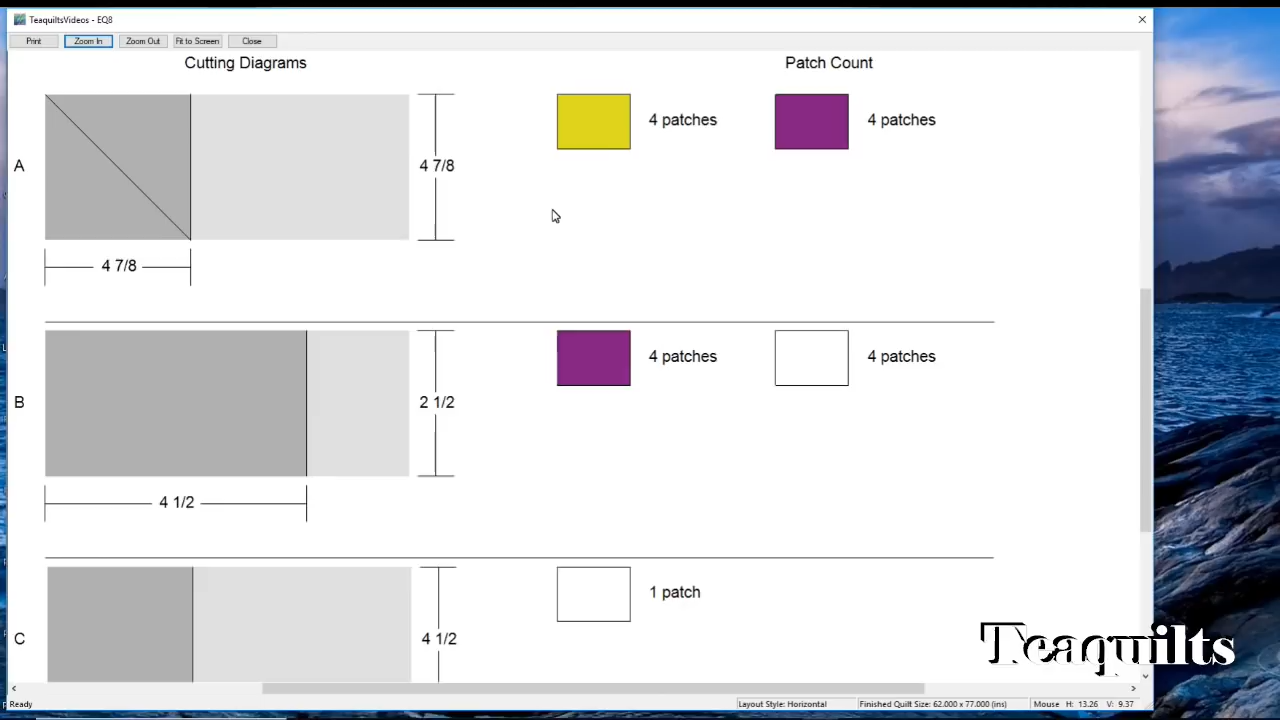 TeaquiltsVideos - EQ8
Print Zoom In Zoom Out Fit to Screen Close
Cutting Diagrams Patch Count
A
4 7/8
4 7/8
4 patches
4 patches
B
2 1/2
4 1/2
4 patches
4 patches
C
4 1/2
1 patch
Teaquilts
Ready
Layout Style: Horizontal
Finished Quilt Size: 62.000 x 77.000 (ins)
Mouse H: 13.26 V: 9.37